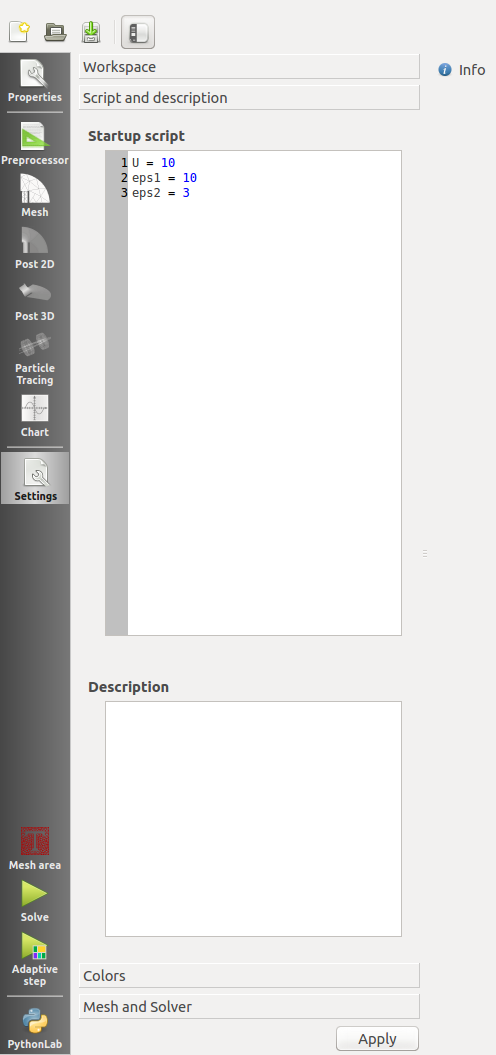 Workspace
Info
Properties
Script and description
Startup script
1 U = 10
2 eps1 = 10
3 eps2 = 3
Preprocessor
Mesh
Post 2D
Post 3D
Particle
Tracing
Chart
Settings
Description
Mesh area
Solve
Adaptive
step
Colors
Mesh and Solver
PythonLab
Apply